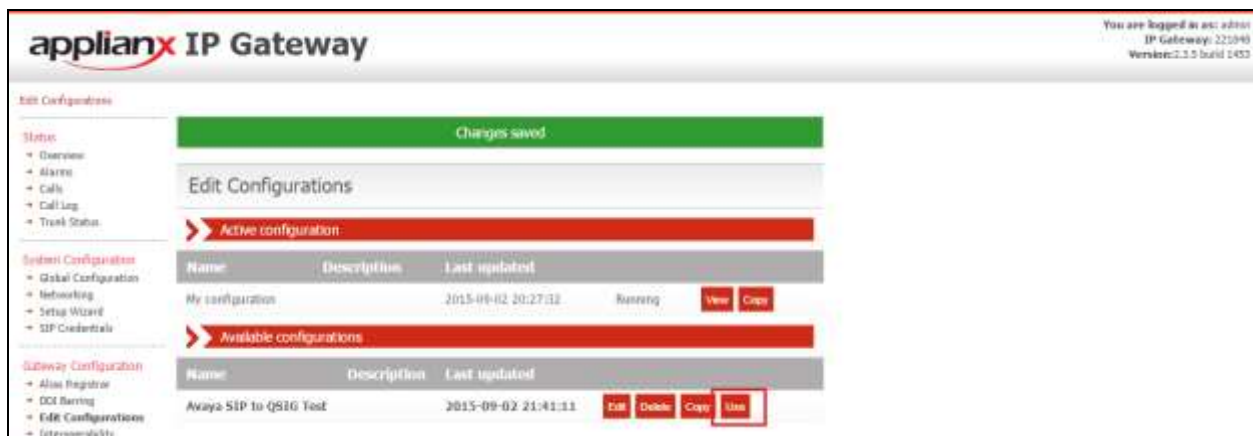 applianx IP Gateway
You are logged in as: admin
IP Gateway: 221848
Version:2.3.5 build 1453
Edit Configurations
Status
Overview
Alarms
Calls
Call Log
Trunk Status
System Configuration
Global Configuration
Networking
Setup Wizard
SIP Credentials
Gateway Configuration
Alias Registrar
DDI Barring
Edit Configurations
Interoperability
Changes saved
Edit Configurations
Active configuration
Name Description Last updated
My configuration 2015-09-02 20:27:32 Running View Copy
Available configurations
Name Description Last updated
Avaya SIP to QSIG Test 2015-09-02 21:41:11 Edit Delete Copy Use